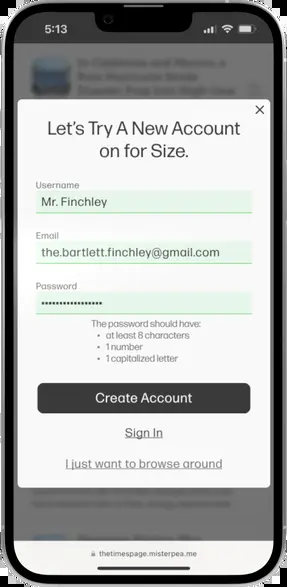 5:13
Let's Try A New Account
on for Size.
Username
Mr. Finchley
Email
the.bartlett.finchley@gmail.com
Password
•••••••••••••••••
The password should have:
• at least 8 characters
• 1 number
• 1 capitalized letter
Create Account
Sign In
I just want to browse around
thetimespage.misterpea.me